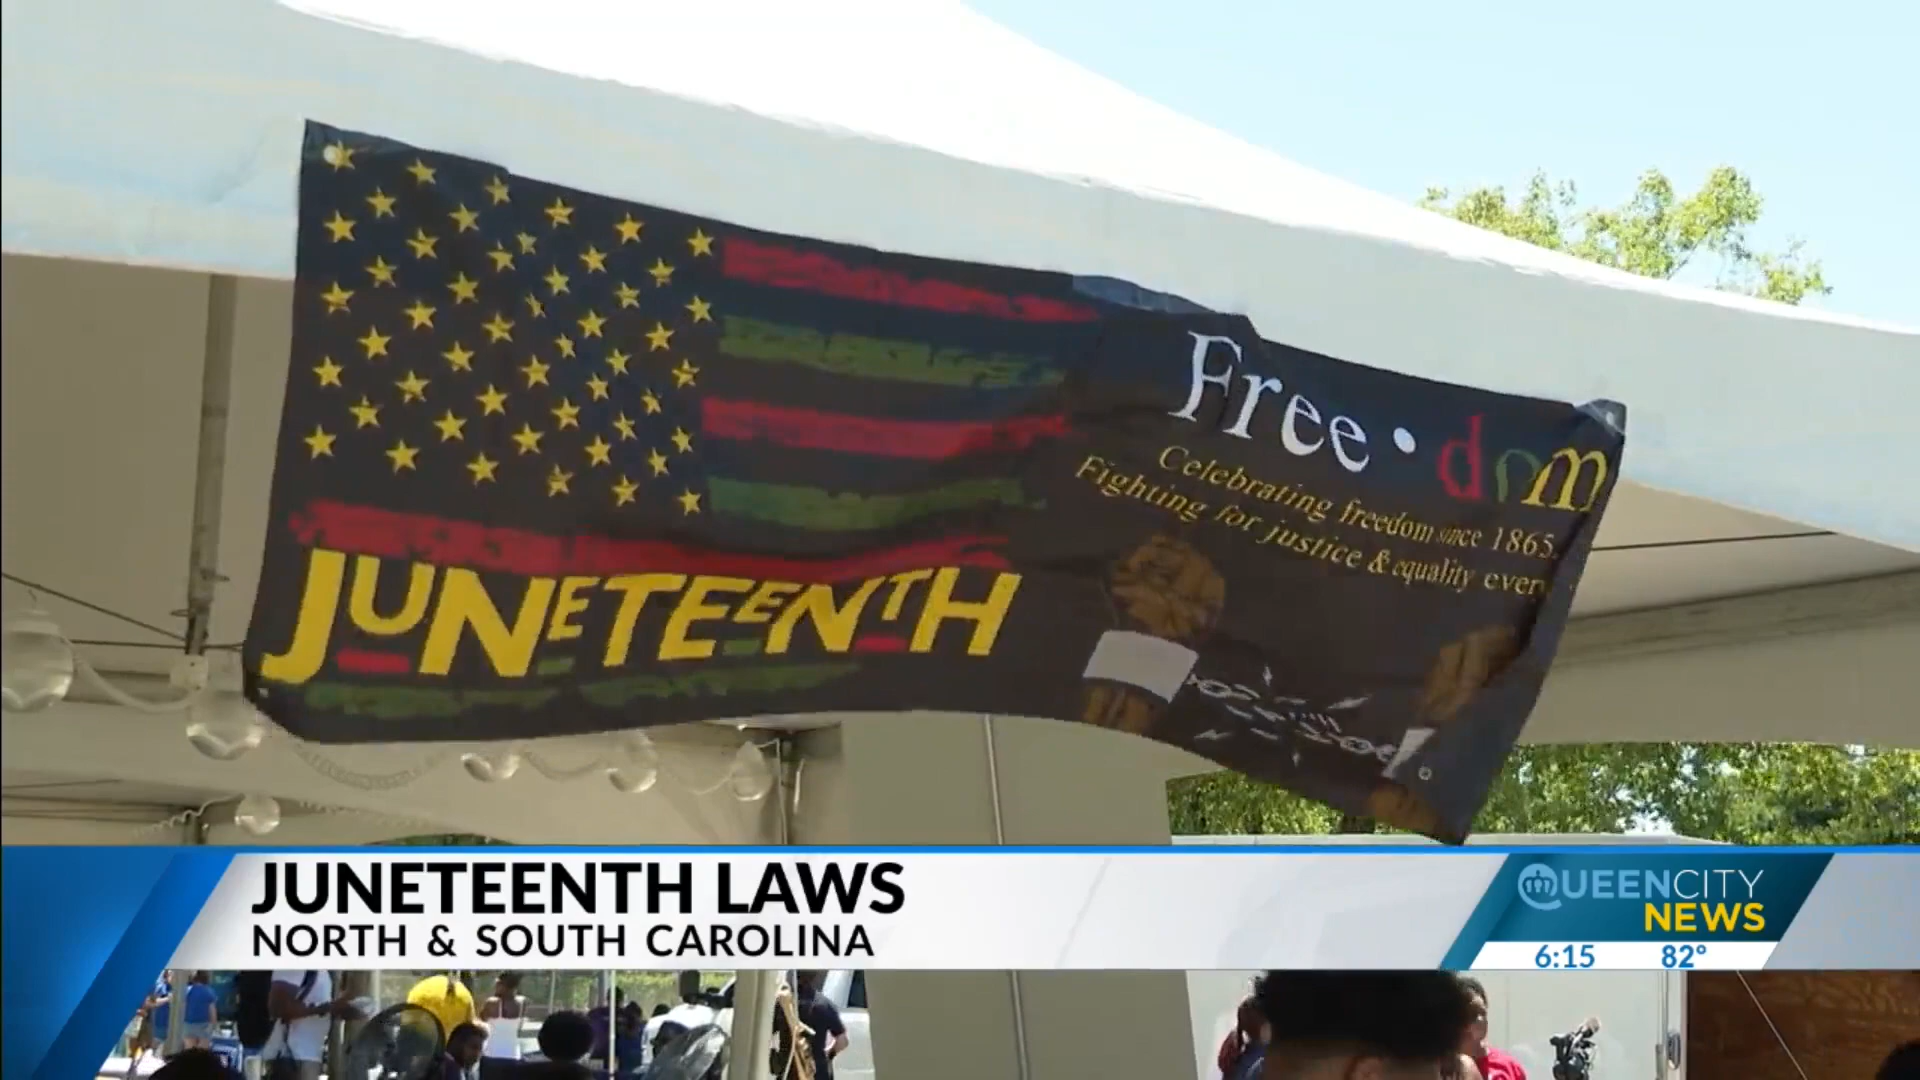 JUNETEENTH
Free•dom
Celebrating freedom since 1865.
Fighting for justice & equality
JUNETEENTH LAWS
NORTH & SOUTH CAROLINA
QUEENCITY
NEWS
6:15 82°